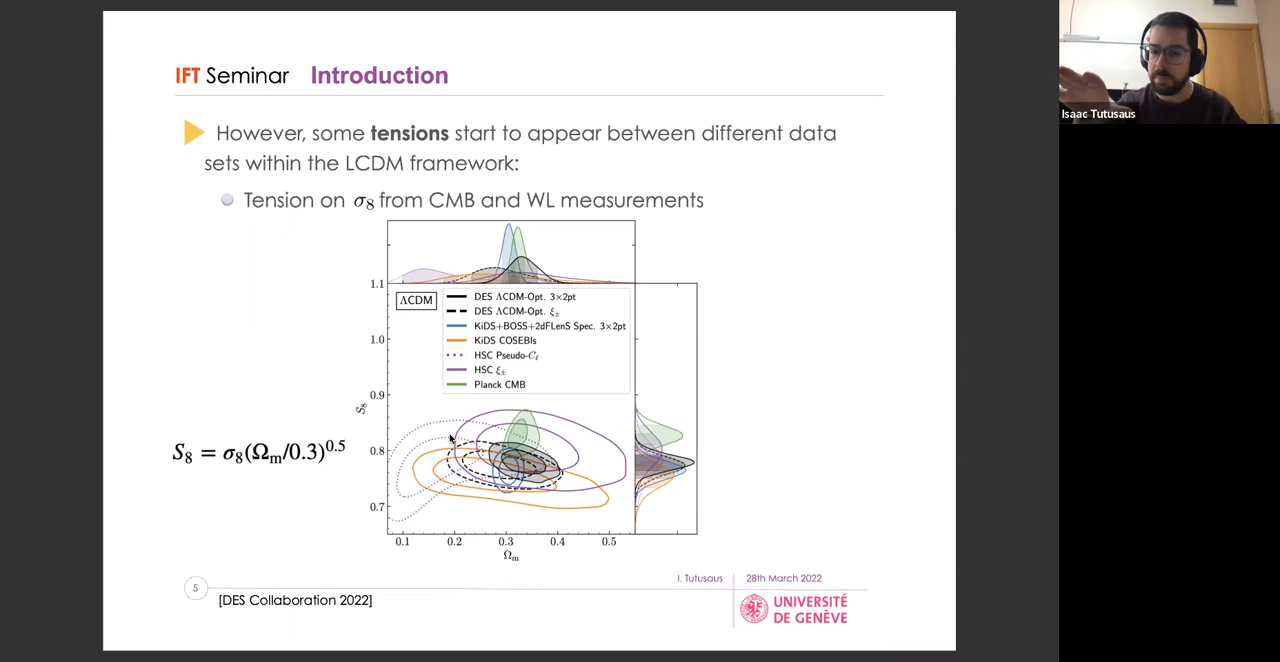 IFT Seminar Introduction
However, some tensions start to appear between different data
sets within the LCDM framework:
Tension on σ₈ from CMB and WL measurements
1.1
ΛCDM
DES ΛCDM-Opt. 3×2pt
DES ΛCDM-Opt. ξ±
KiDS+BOSS+2dFLenS Spec. 3×2pt
KiDS COSEBIs
HSC Pseudo-Cℓ
HSC ξ±
Planck CMB
1.0
0.9
S₈
0.8
0.7
S₈ = σ₈(Ωₘ/0.3)⁰·⁵
0.1 0.2 0.3 0.4 0.5
Ωₘ
5
[DES Collaboration 2022]
I. Tutusaus 28th March 2022
UNIVERSITÉ
DE GENÈVE
Isaac Tutusaus